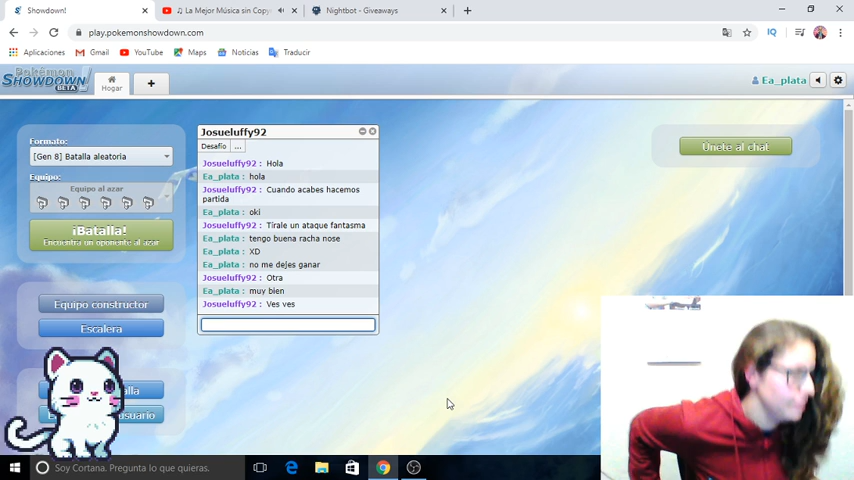 Showdown!
La Mejor Música sin Copy
Nightbot - Giveaways
play.pokemonshowdown.com
Aplicaciones
Gmail
YouTube
Maps
Noticias
Traducir
Pokémon
SHOWDOWN
BETA
Hogar
Ea_plata
Formato:
[Gen 8] Batalla aleatoria
Equipo:
Equipo al azar
¡Batalla!
Encuentra un oponente al azar
Equipo constructor
Escalera
alla
usuario
Josueluffy92
Desafío
...
Josueluffy92 : Hola
Ea_plata : hola
Josueluffy92 : Cuando acabes hacemos
partida
Ea_plata : oki
Josueluffy92 : Tírale un ataque fantasma
Ea_plata : tengo buena racha nose
Ea_plata : XD
Ea_plata : no me dejes ganar
Josueluffy92 : Otra
Ea_plata : muy bien
Josueluffy92 : Ves ves
Únete al chat
Soy Cortana. Pregunta lo que quieras.